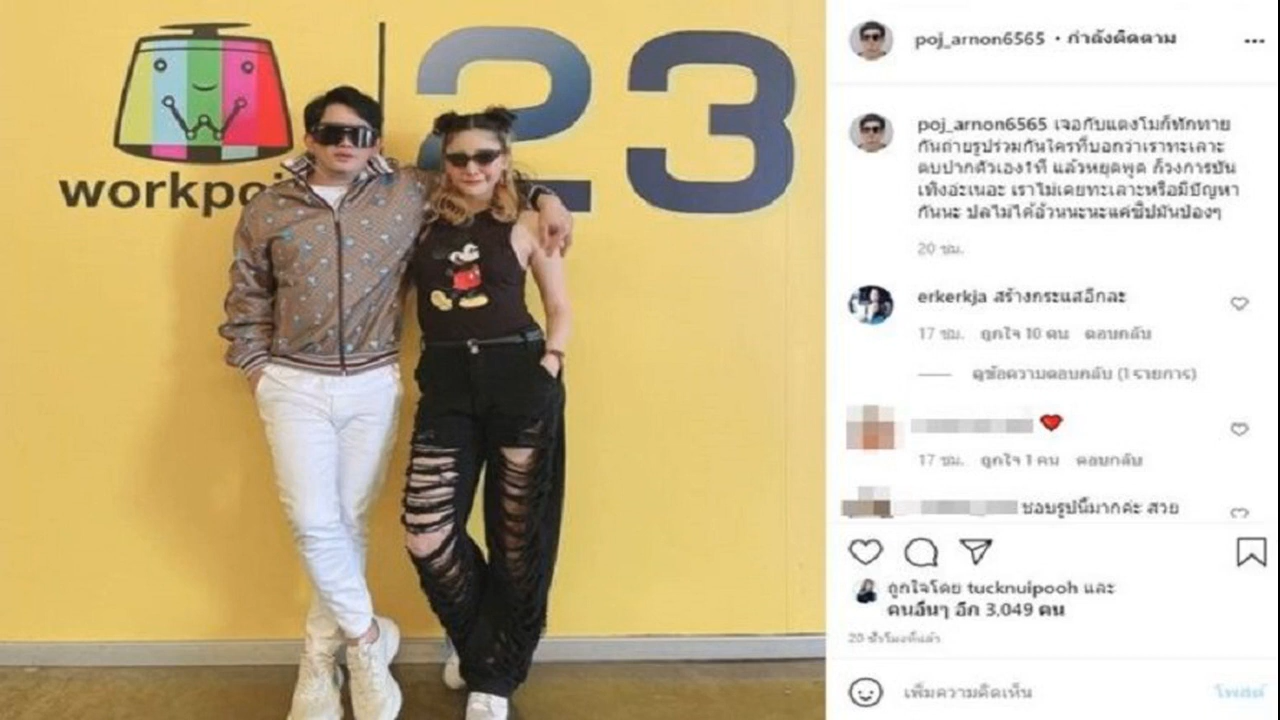 workpoi
23
poj_arnon6565 • กำลังติดตาม
poj_arnon6565 เจอกับแตงโมก็ทักทาย
กันถ่ายรูปร่วมกันใครที่บอกว่าเราทะเลาะ
ตบปากตัวเอง1ที แล้วหยุดพูด ก็วงการบัน
เทิงอ่ะเนอะ เราไม่เคยทะเลาะหรือมีปัญหา
กันนะ ปลไม่ได้อ้วนนะนะแค่ซิปมันป่องๆ
20 ชม.
erkerkja สร้างกระแสอีกละ
17 ชม. ถูกใจ 10 คน ตอบกลับ
ดูข้อความตอบกลับ (1 รายการ)
17 ชม. ถูกใจ 1 คน ตอบกลับ
ชอบรูปนี้มากค่ะ สวย
ถูกใจโดย tucknuipooh และ
คนอื่นๆ อีก 3,049 คน
20 ชั่วโมงที่แล้ว
เพิ่มความคิดเห็น
โพสต์